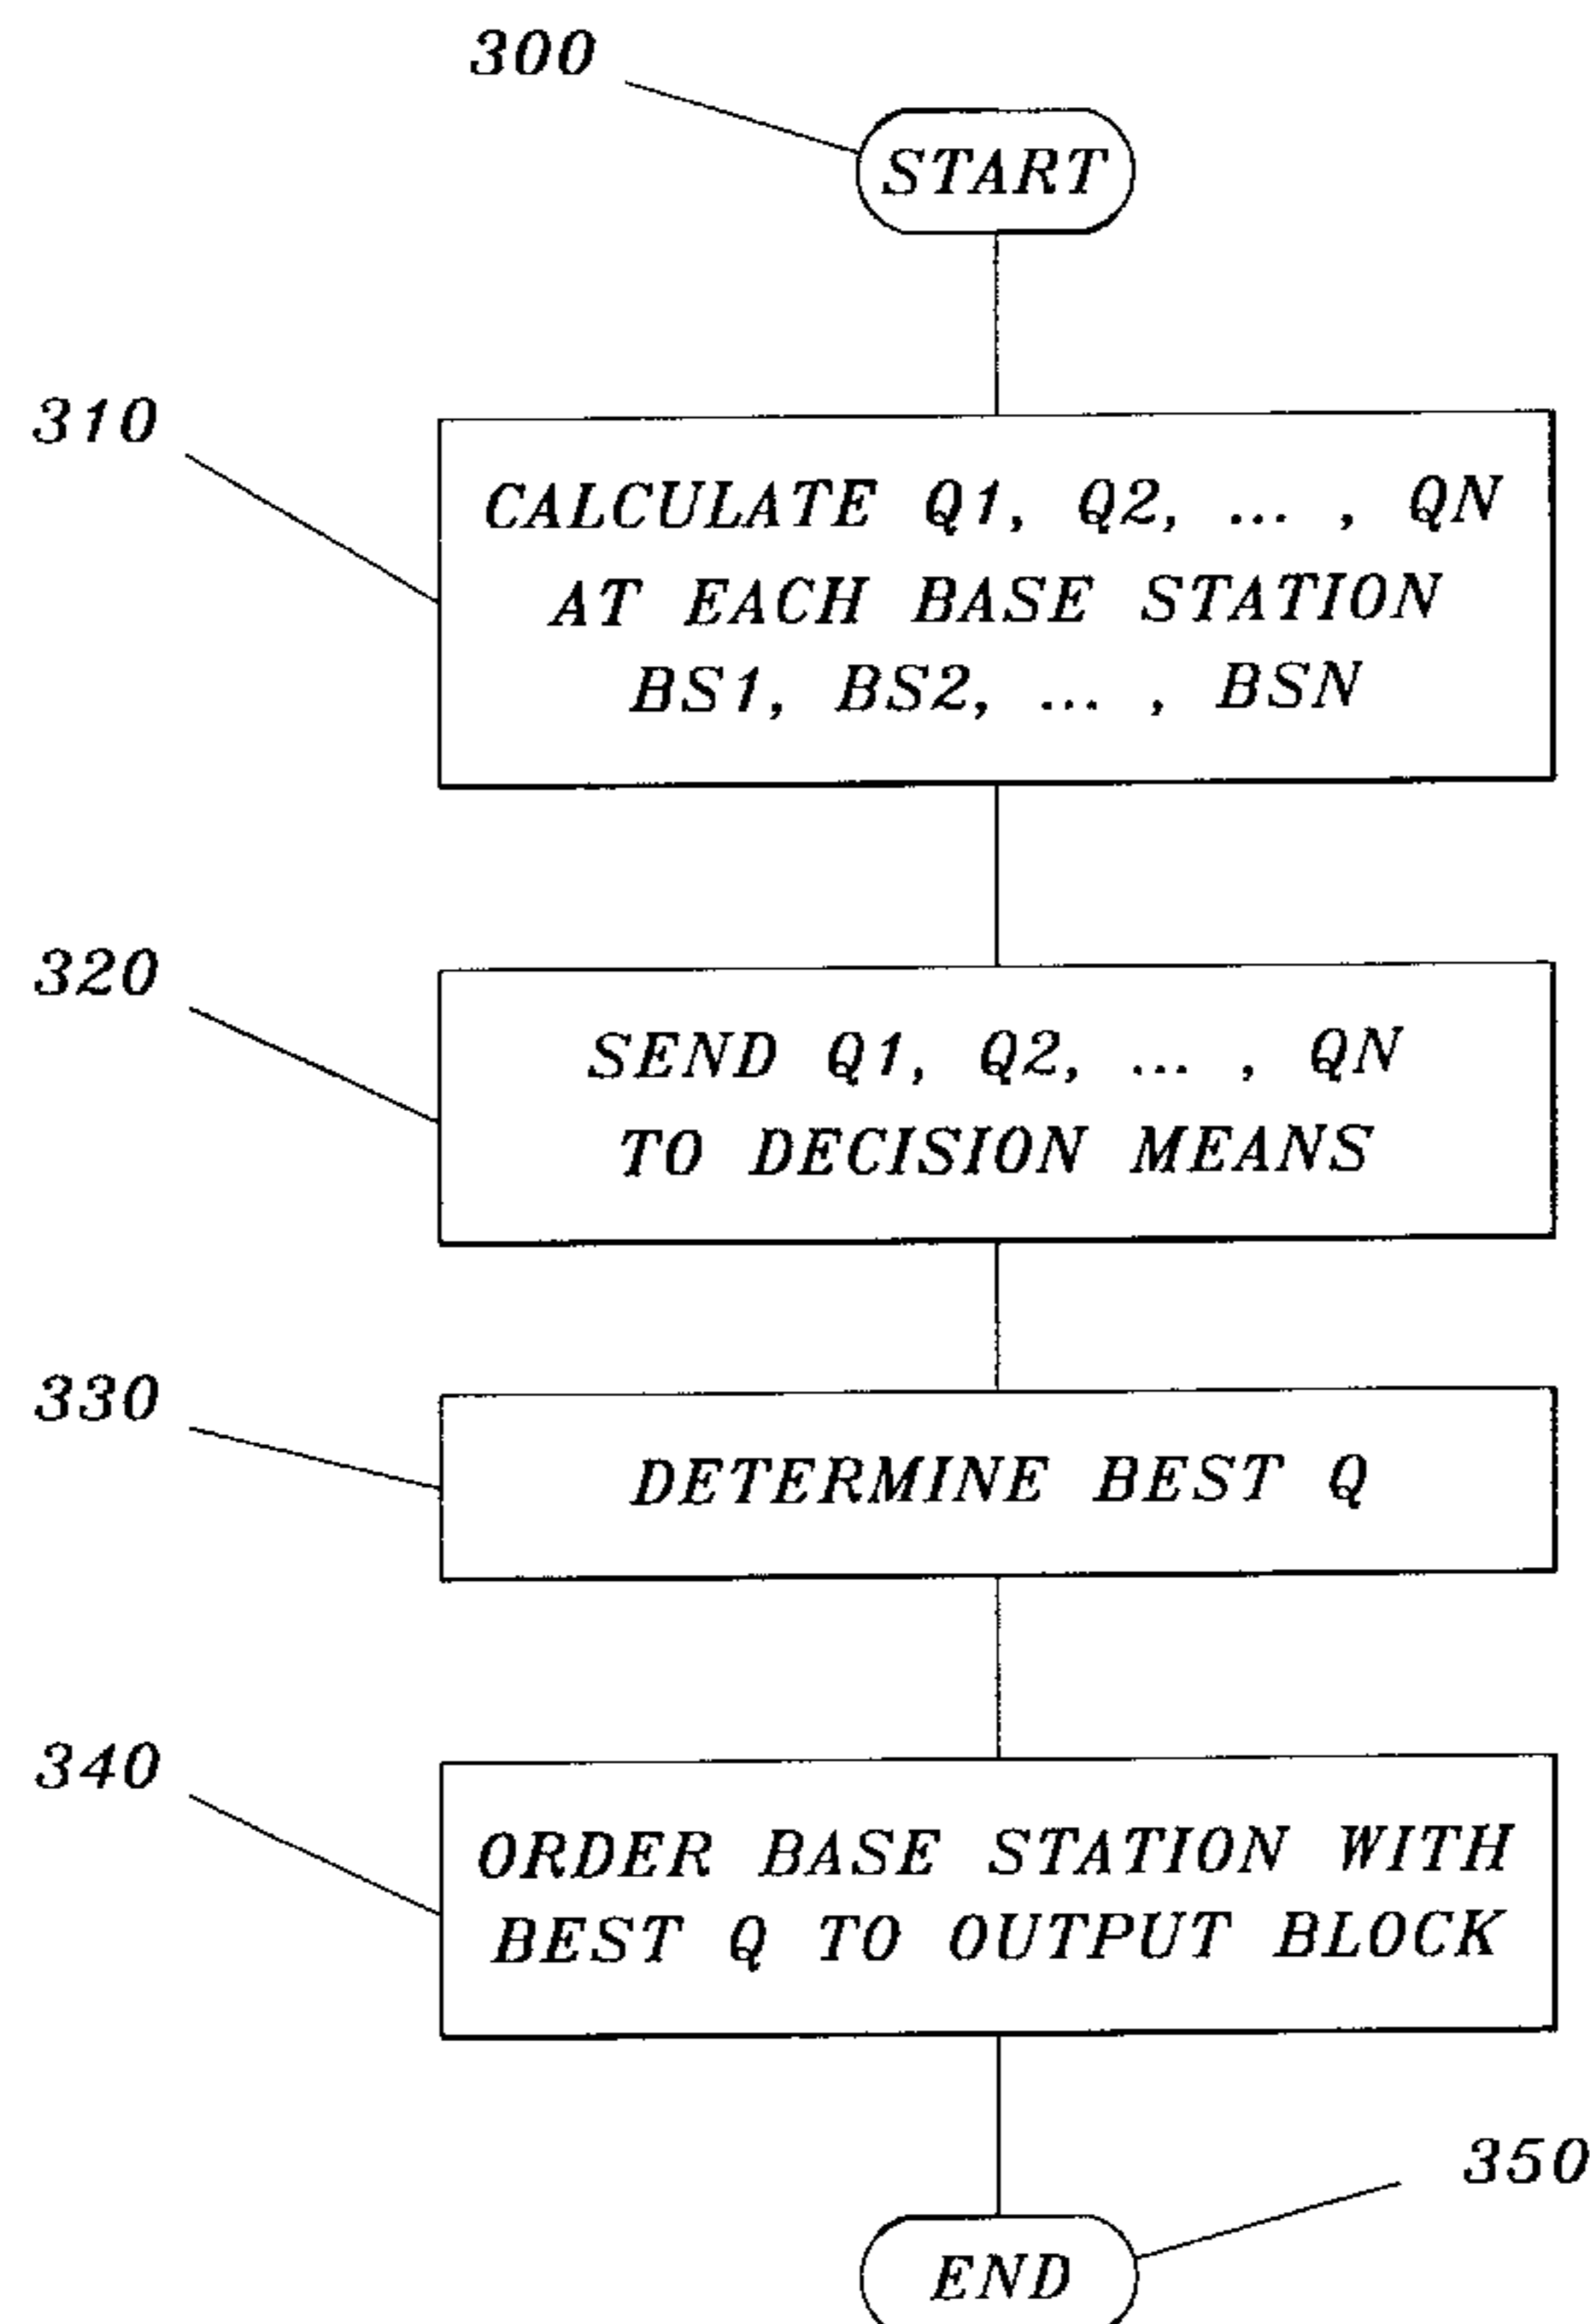 300
START
310
CALCULATE Q1, Q2, ... , QN
AT EACH BASE STATION
BS1, BS2, ... , BSN
320
SEND Q1, Q2, ... , QN
TO DECISION MEANS
330
DETERMINE BEST Q
340
ORDER BASE STATION WITH
BEST Q TO OUTPUT BLOCK
350
END